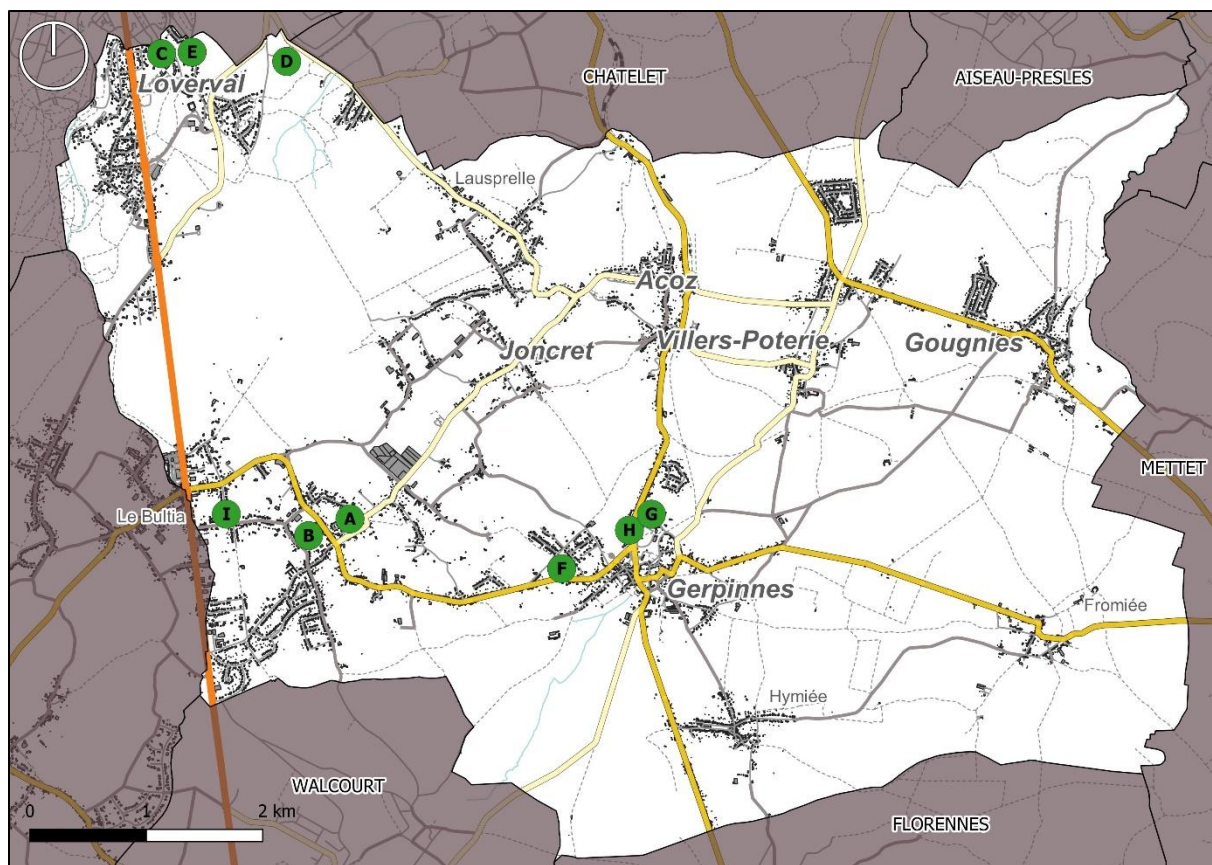 C
E
D
Loverval
CHATELET
AISEAU-PRESLES
Lausprelle
Acoz
Joncret
Villers-Poterie
Gougnies
METTET
Le Bultia
I
A
B
G
H
F
Gerpinnes
Fromiée
Hymiée
WALCOURT
0 1 2 km
FLORENNES